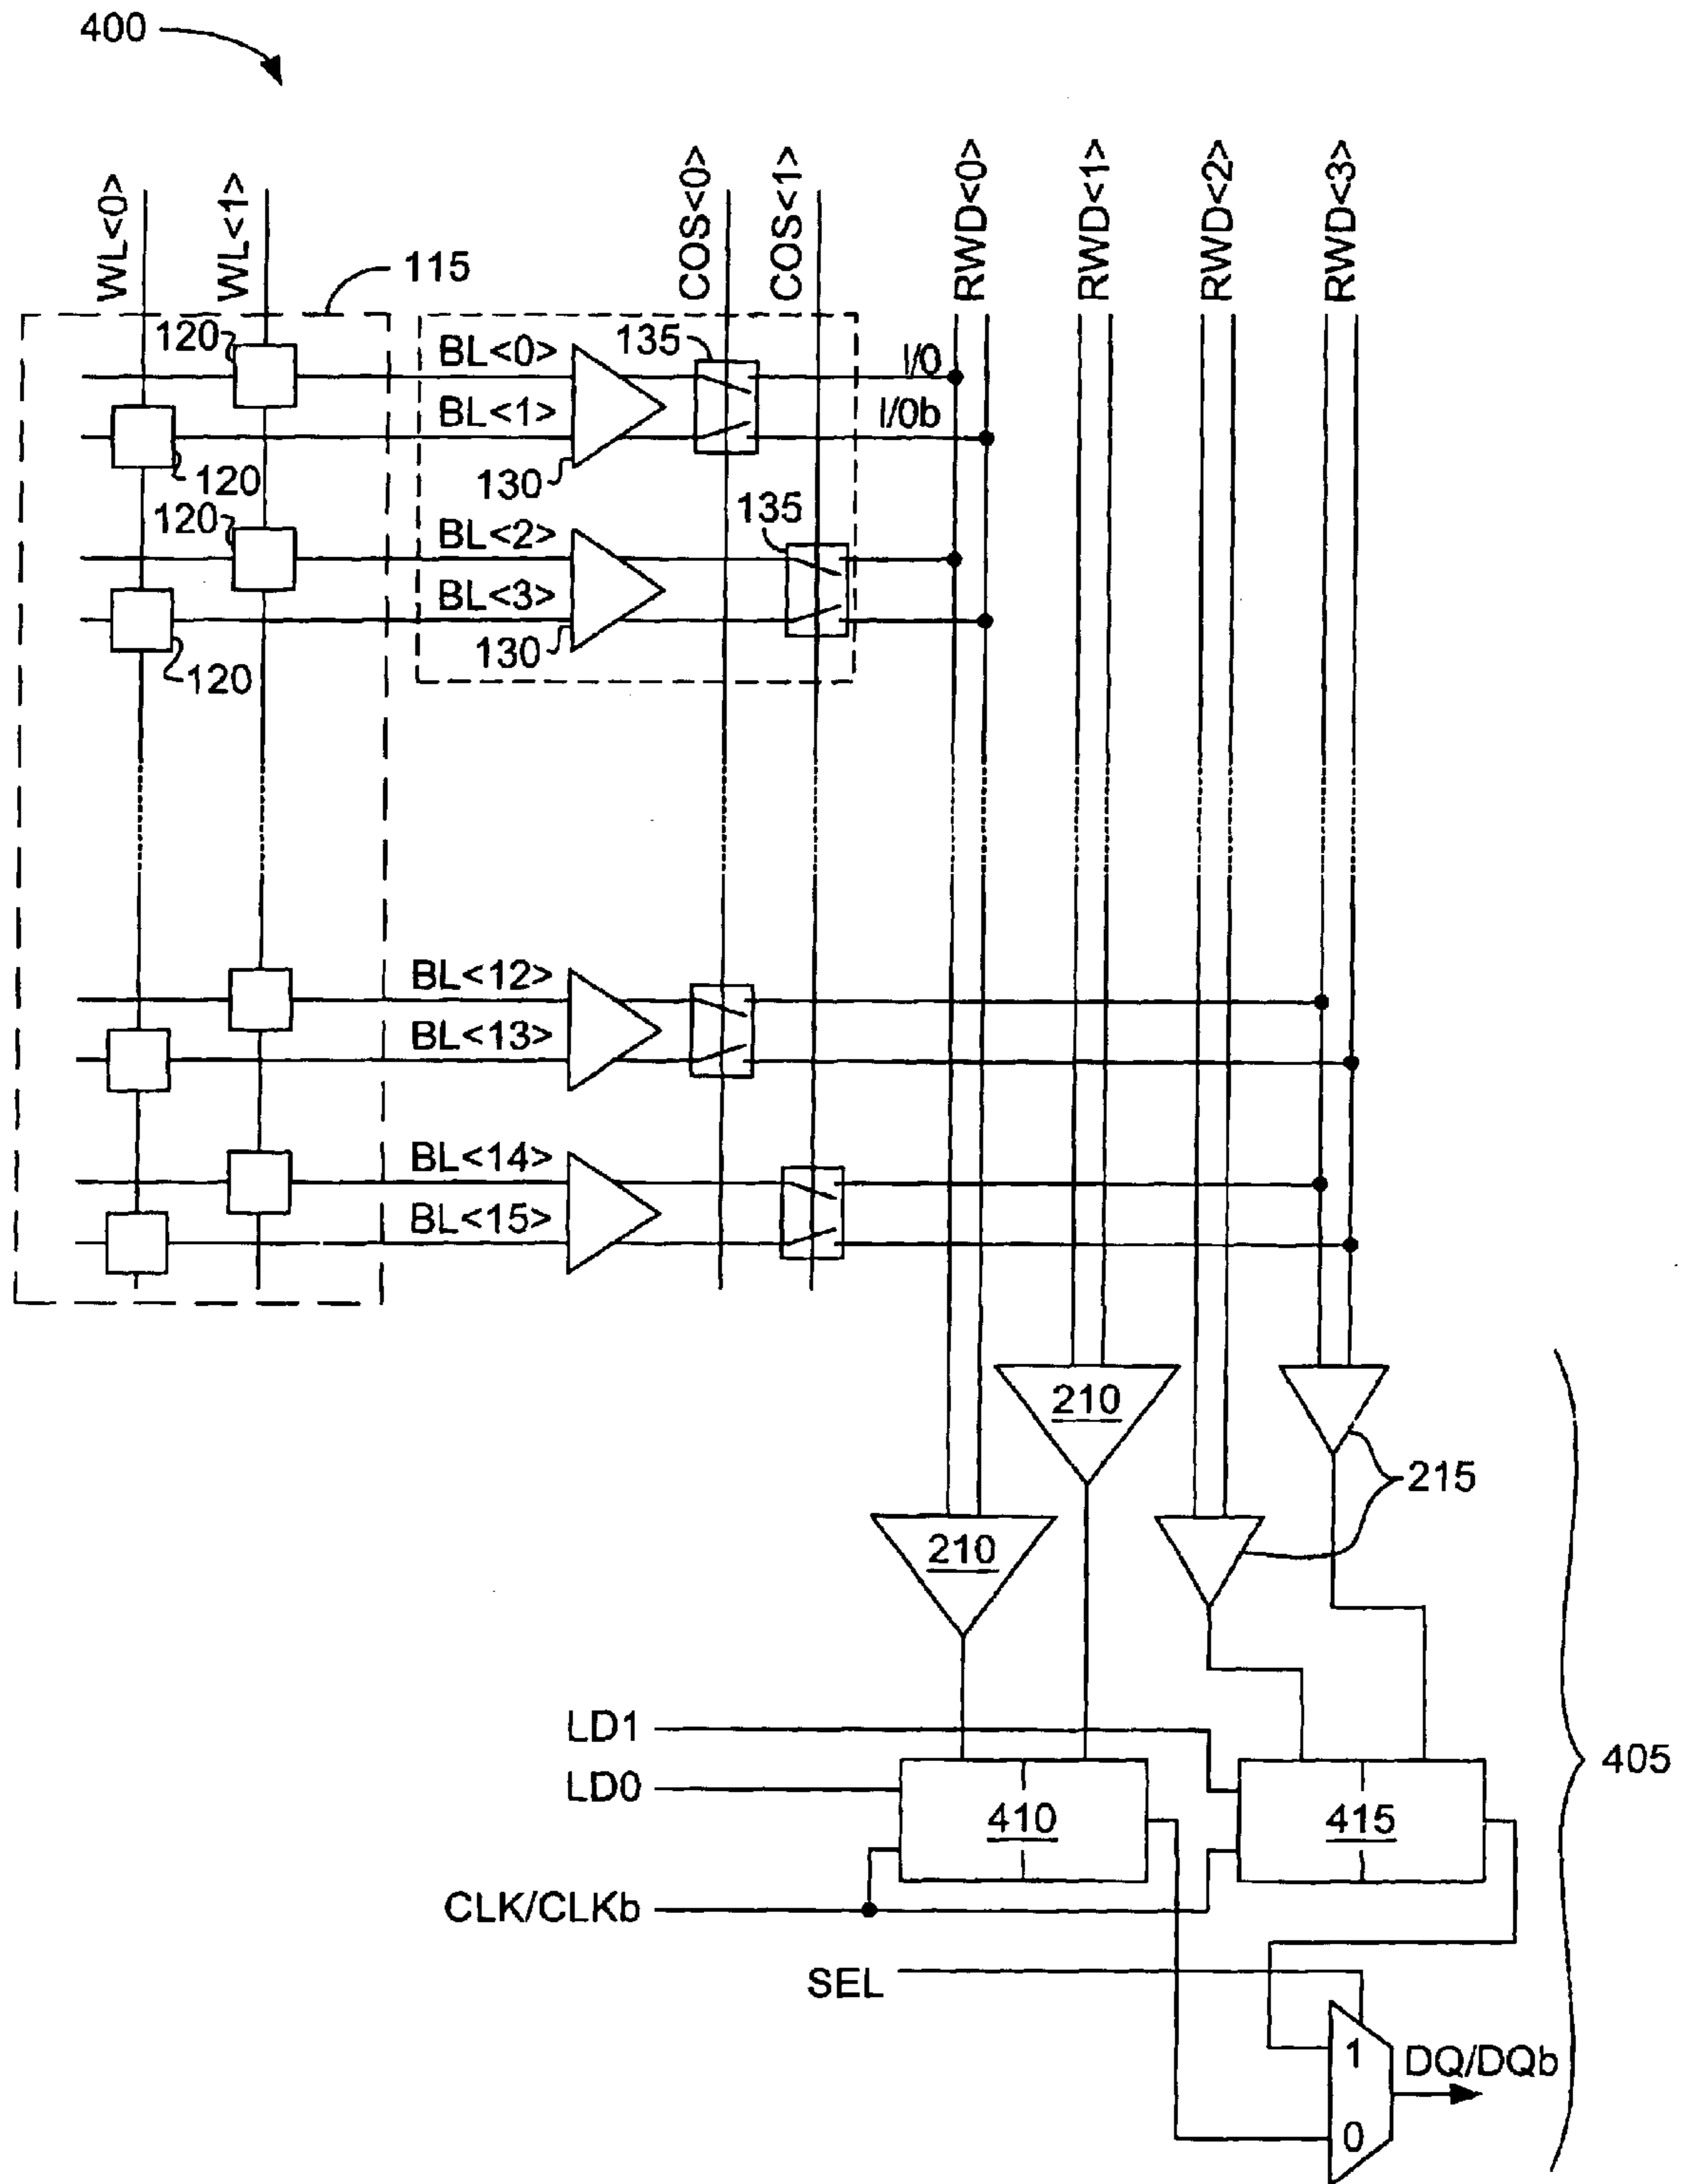 400
WL<0>
WL<1>
COS<0>
COS<1>
RWD<0>
RWD<1>
RWD<2>
RWD<3>
115
120
BL<0>
135
I/0
BL<1>
I/0b
120
130
120
BL<2>
135
BL<3>
120
130
BL<12>
BL<13>
BL<14>
BL<15>
210
215
210
LD1
LD0
410
415
405
CLK/CLKb
SEL
1
DQ/DQb
0